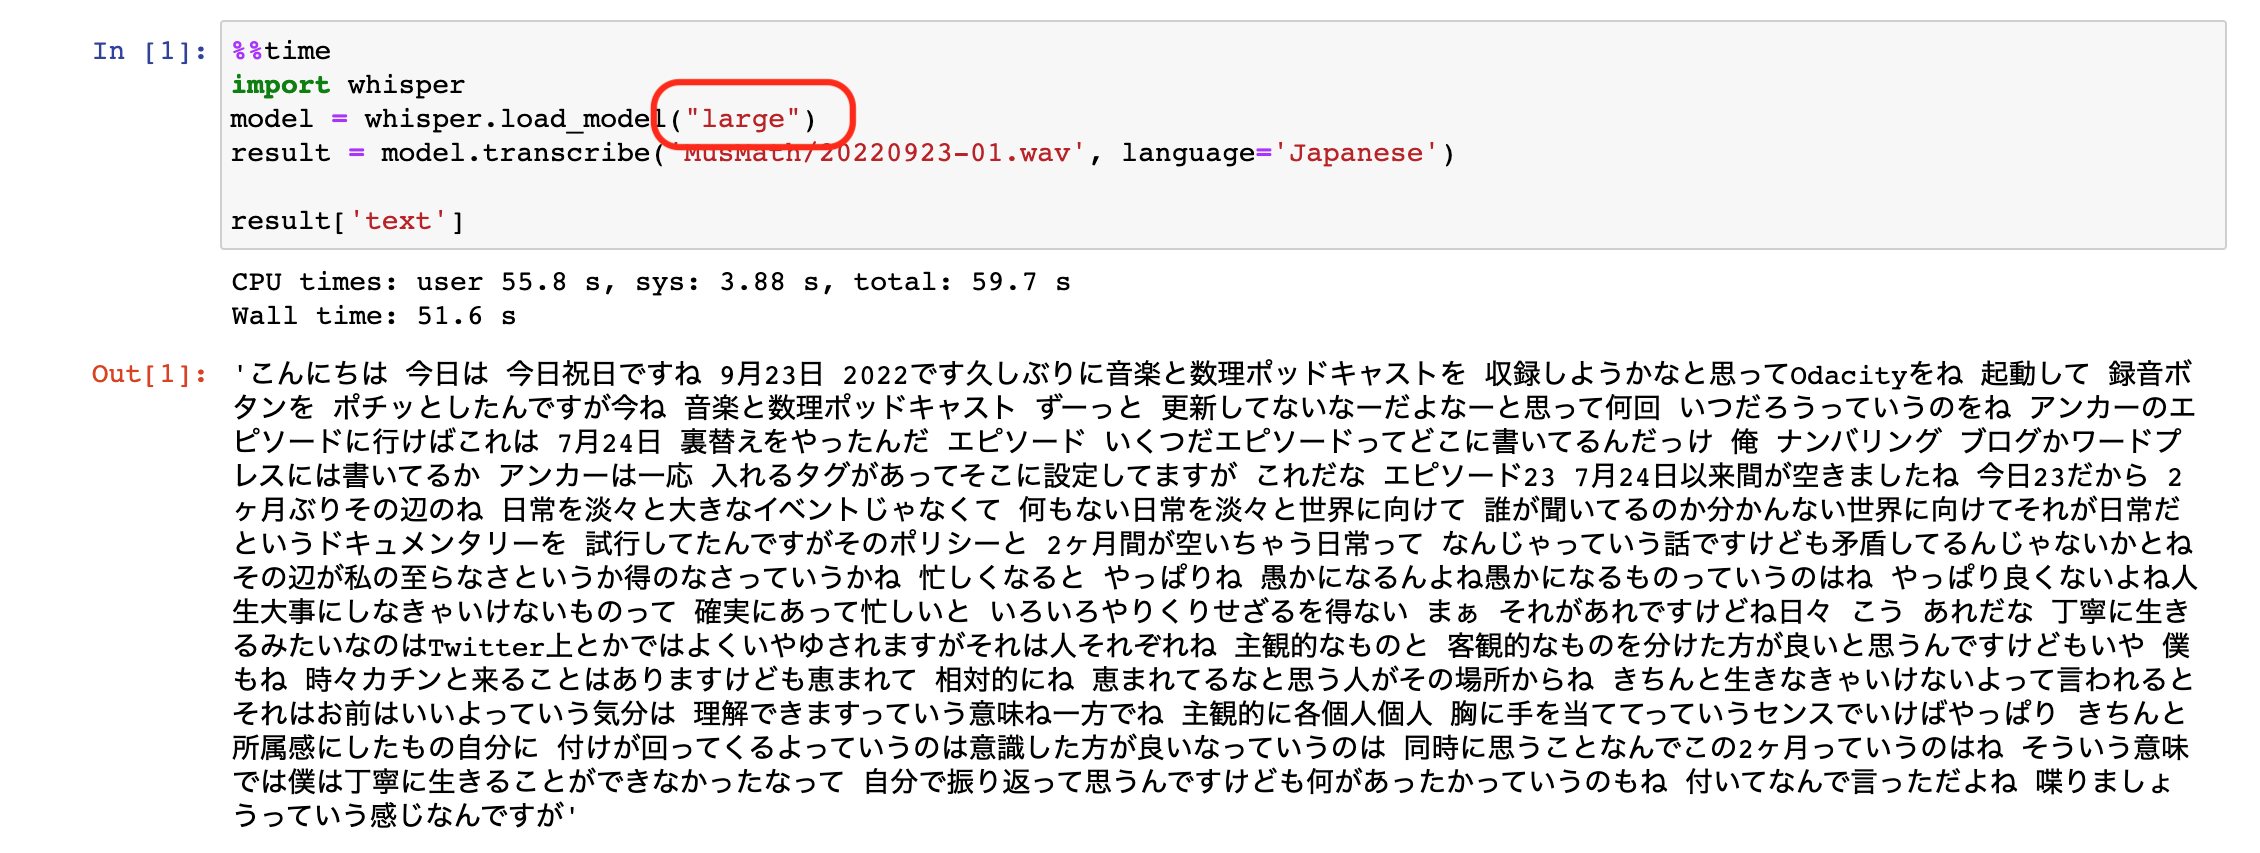 In [1]: %%time
import whisper
model = whisper.load_model("large")
result = model.transcribe('MusMath/20220923-01.wav', language='Japanese')
result['text']
CPU times: user 55.8 s, sys: 3.88 s, total: 59.7 s
Wall time: 51.6 s
Out[1]: 'こんにちは 今日は 今日祝日ですね 9月23日 2022です久しぶりに音楽と数理ポッドキャストを 収録しようかなと思ってOdacityをね 起動して 録音ボ
タンを ポチッとしたんですが今ね 音楽と数理ポッドキャスト ずーっと 更新してないなーだよなーと思って何回 いつだろうっていうのをね アンカーのエ
ピソードに行けばこれは 7月24日 裏替えをやったんだ エピソード いくつだエピソードってどこに書いてるんだっけ 俺 ナンバリング ブログかワードプ
レスには書いてるか アンカーは一応 入れるタグがあってそこに設定してますが これだな エピソード23 7月24日以来間が空きましたね 今日23だから 2
ヶ月ぶりその辺のね 日常を淡々と大きなイベントじゃなくて 何もない日常を淡々と世界に向けて 誰が聞いてるのか分かんない世界に向けてそれが日常だ
というドキュメンタリーを 試行してたんですがそのポリシーと 2ヶ月間が空いちゃう日常って なんじゃっていう話ですけども矛盾してるんじゃないかとね
その辺が私の至らなさというか得のなさっていうかね 忙しくなると やっぱりね 愚かになるんよね愚かになるものっていうのはね やっぱり良くないよね人
生大事にしなきゃいけないものって 確実にあって忙しいと いろいろやりくりせざるを得ない まぁ それがあれですけどね日々 こう あれだな 丁寧に生き
るみたいなのはTwitter上とかではよくいやゆされますがそれは人それぞれね 主観的なものと 客観的なものを分けた方が良いと思うんですけどもいや 僕
もね 時々カチンと来ることはありますけども恵まれて 相対的にね 恵まれてるなと思う人がその場所からね きちんと生きなきゃいけないよって言われると
それはお前はいいよっていう気分は 理解できますっていう意味ね一方でね 主観的に各個人個人 胸に手を当ててっていうセンスでいけばやっぱり きちんと
所属感にしたもの自分に 付けが回ってくるよっていうのは意識した方が良いなっていうのは 同時に思うことなんでこの2ヶ月っていうのはね そういう意味
では僕は丁寧に生きることができなかったなって 自分で振り返って思うんですけども何があったかっていうのもね 付いてなんで言っただよね 喋りましょ
うっていう感じなんですが'